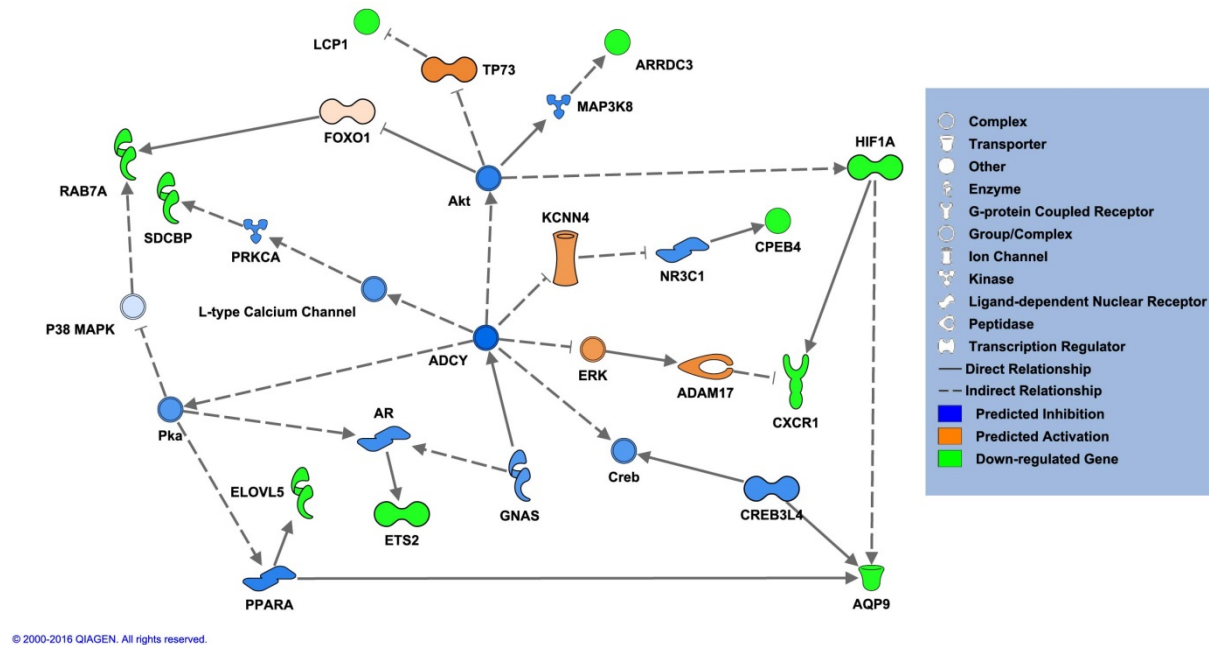 LCP1
TP73
ARRDC3
MAP3K8
FOXO1
HIF1A
RAB7A
Akt
SDCBP
KCNN4
CPEB4
PRKCA
NR3C1
L-type Calcium Channel
P38 MAPK
ADCY
ERK
ADAM17
CXCR1
Pka
AR
Creb
ELOVL5
GNAS
CREB3L4
ETS2
PPARA
AQP9
Complex
Transporter
Other
Enzyme
G-protein Coupled Receptor
Group/Complex
Ion Channel
Kinase
Ligand-dependent Nuclear Receptor
Peptidase
Transcription Regulator
Direct Relationship
Indirect Relationship
Predicted Inhibition
Predicted Activation
Down-regulated Gene
© 2000-2016 QIAGEN. All rights reserved.